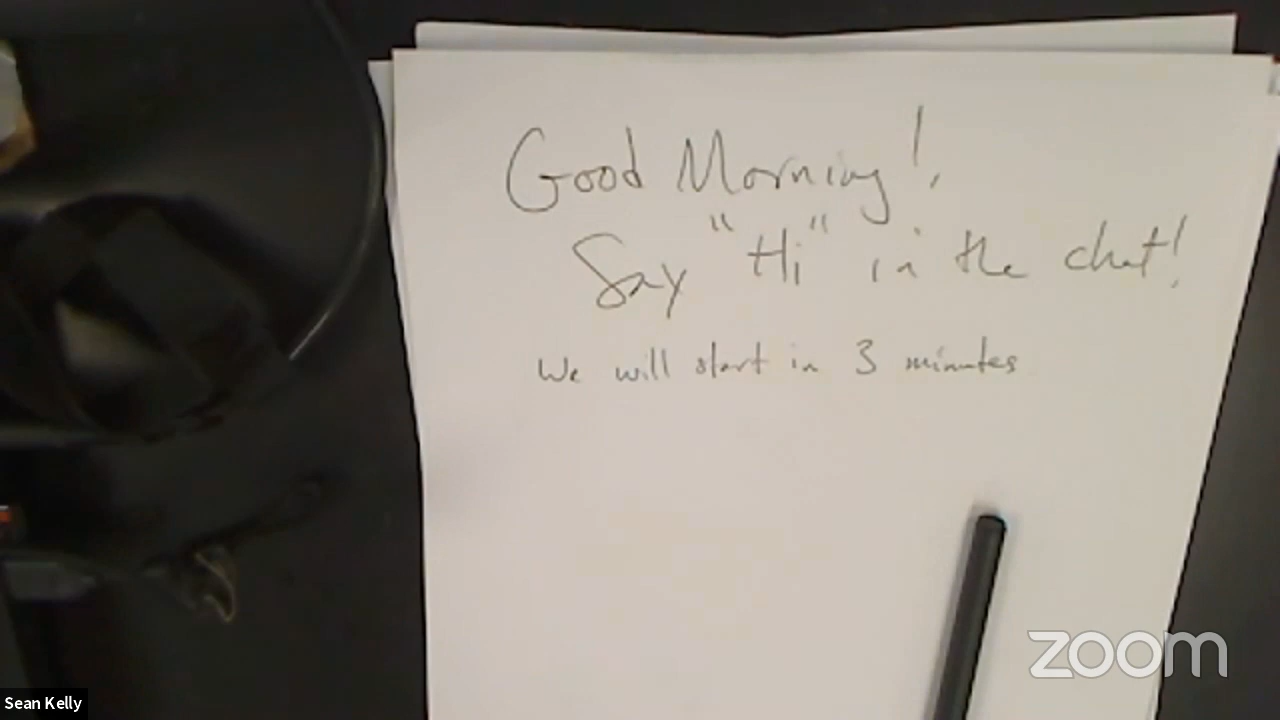 Good Morning!
Say "Hi" in the chat!
We will start in 3 minutes
zoom
Sean Kelly